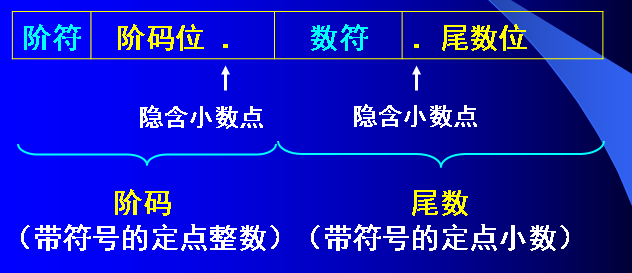 阶符 阶码位 . 数符 . 尾数位
隐含小数点 隐含小数点
阶码 尾数
（带符号的定点整数）（带符号的定点小数）